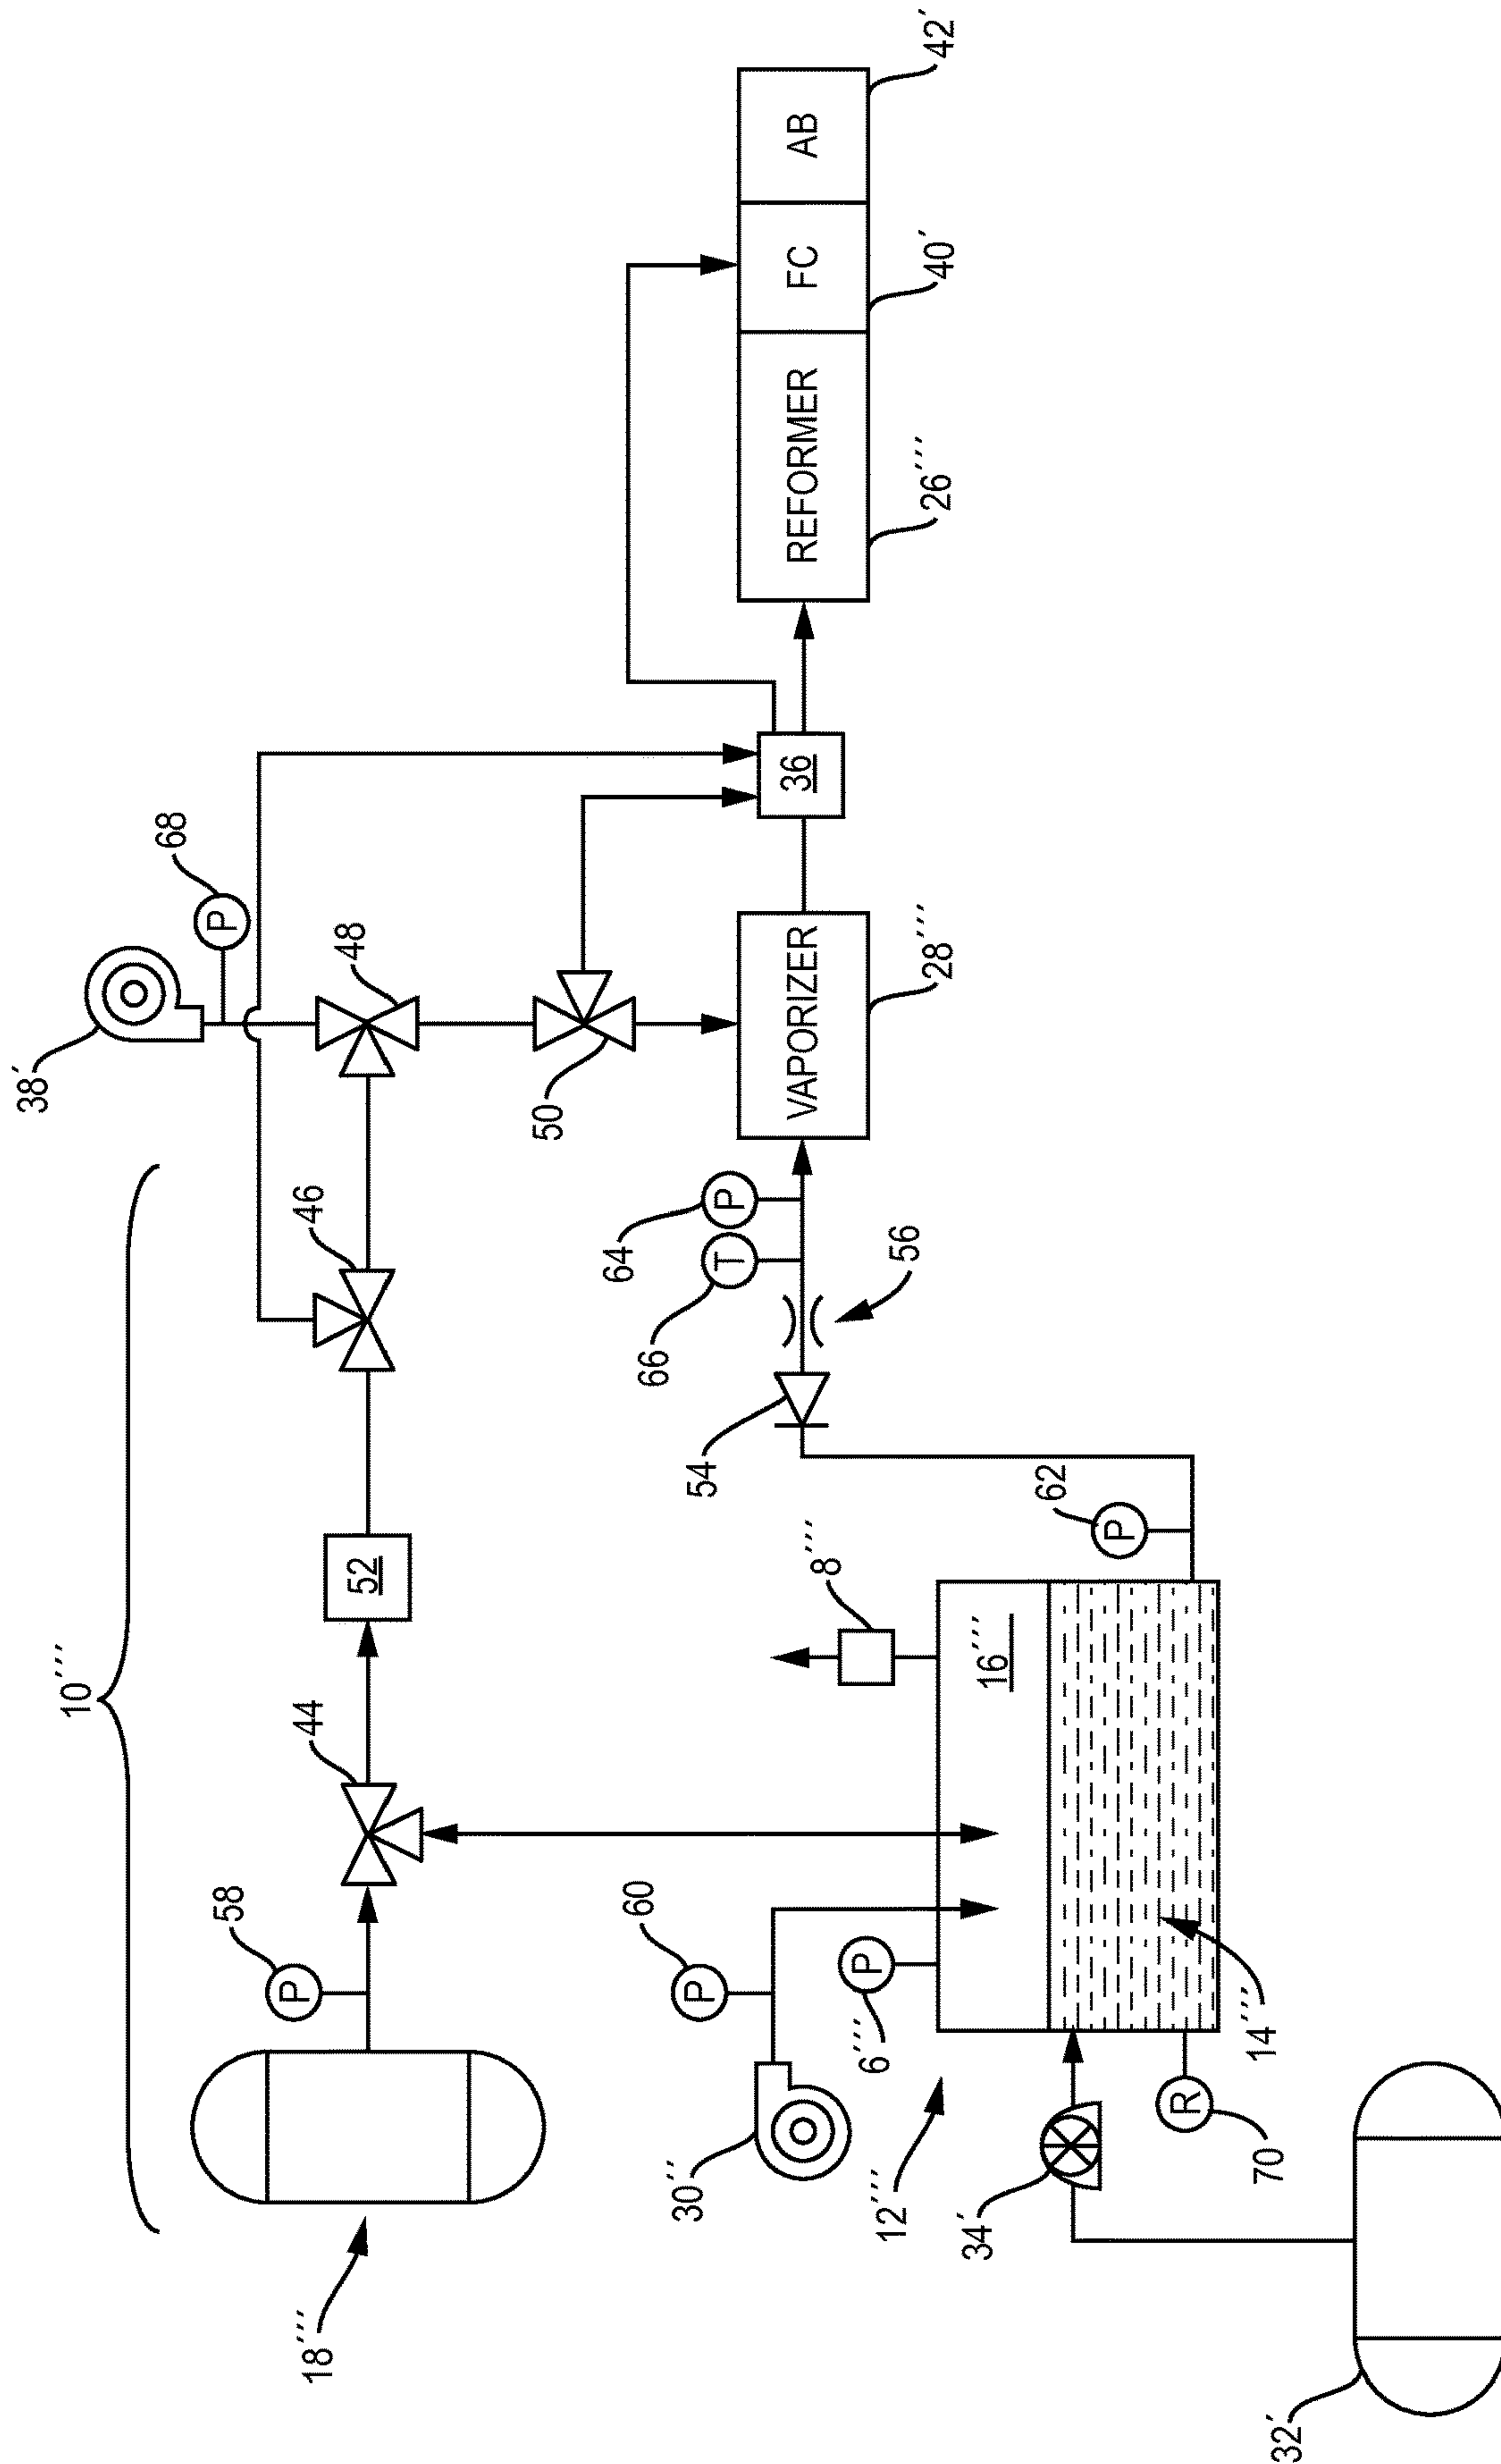 38′
10′′′
68
58
P
P
44
46
18′′′
48
52
50
64
60
66
30′′
54
P
T
P
36
VAPORIZER
REFORMER
FC
AB
8′′′
P
6′′′
12′′′
56
28′′′′
26′′′
40′
42′
34′
16′′′
62
P
14′′′
R
70
32′